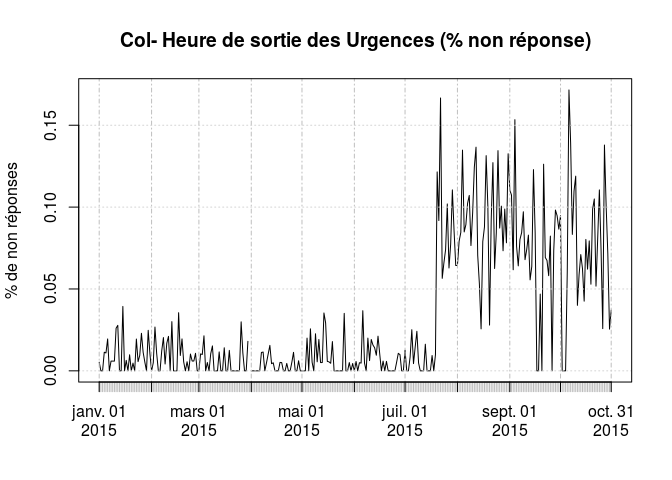 Col- Heure de sortie des Urgences (% non réponse)
% de non réponses
0.15
0.10
0.05
0.00
janv. 01 mars 01 mai 01 juil. 01 sept. 01 oct. 31
2015 2015 2015 2015 2015 2015